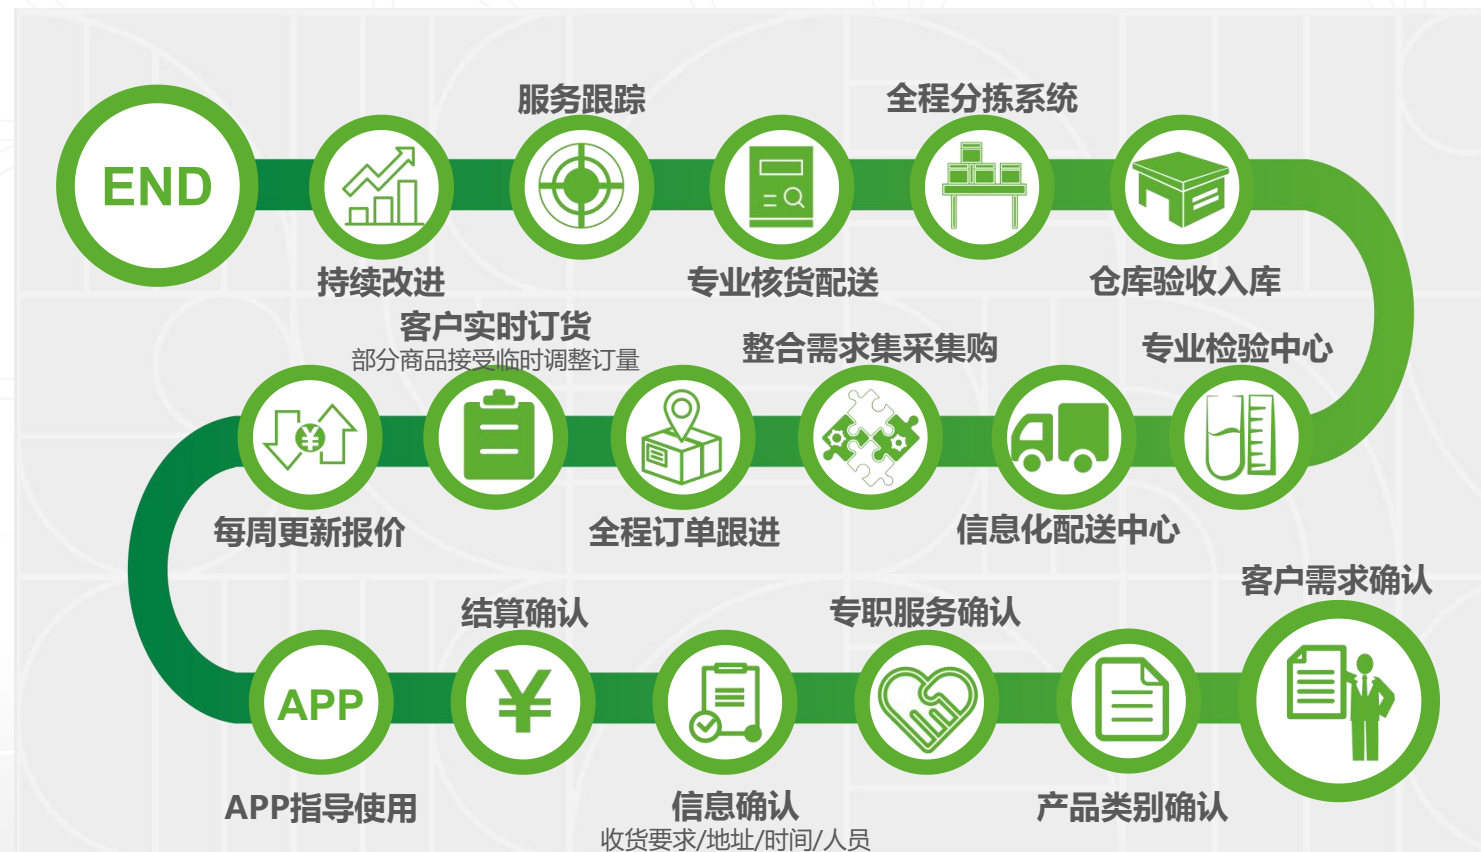 服务跟踪
全程分拣系统
END
持续改进
专业核货配送
仓库验收入库
客户实时订货
部分商品接受临时调整订量
整合需求集采集购
专业检验中心
¥
每周更新报价
全程订单跟进
信息化配送中心
客户需求确认
结算确认
专职服务确认
APP
¥
APP指导使用
信息确认
收货要求/地址/时间/人员
产品类别确认